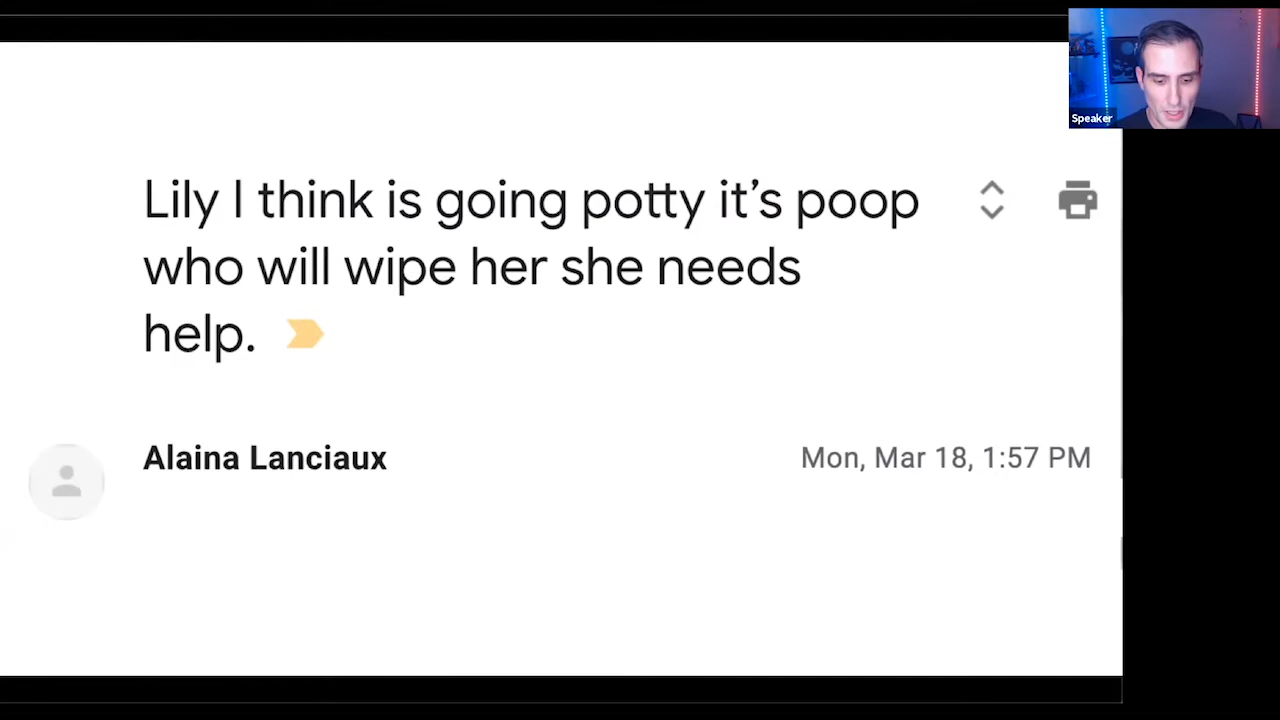 Speaker
Lily I think is going potty it's poop
who will wipe her she needs
help.
Alaina Lanciaux
Mon, Mar 18, 1:57 PM